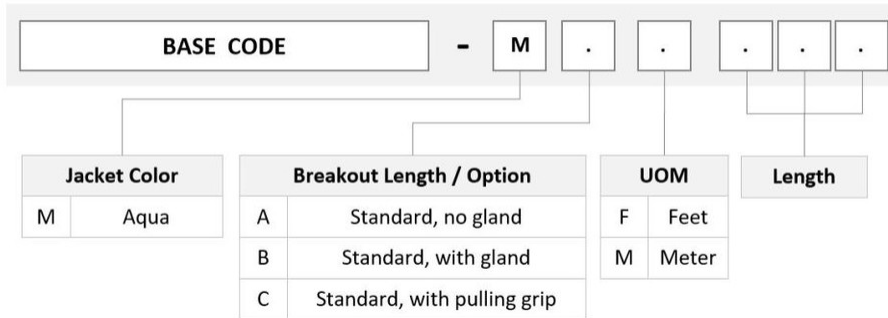 BASE CODE - M . . . . .
Jacket Color
M Aqua
Breakout Length / Option
A Standard, no gland
B Standard, with gland
C Standard, with pulling grip
UOM
F Feet
M Meter
Length